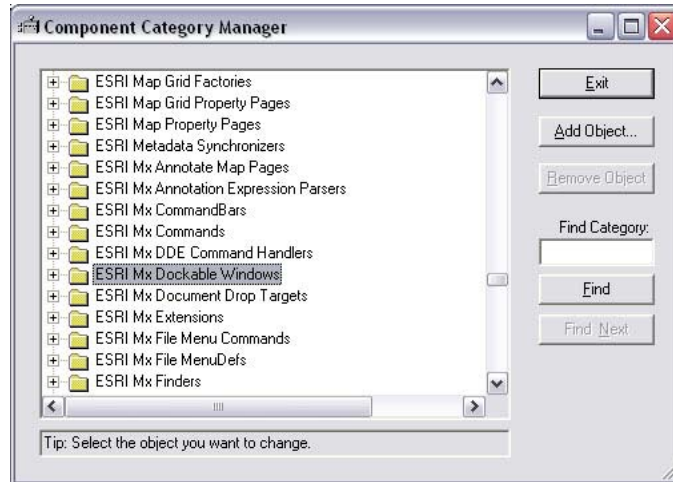 Component Category Manager
ESRI Map Grid Factories
ESRI Map Grid Property Pages
ESRI Map Property Pages
ESRI Metadata Synchronizers
ESRI Mx Annotate Map Pages
ESRI Mx Annotation Expression Parsers
ESRI Mx CommandBars
ESRI Mx Commands
ESRI Mx DDE Command Handlers
ESRI Mx Dockable Windows
ESRI Mx Document Drop Targets
ESRI Mx Extensions
ESRI Mx File Menu Commands
ESRI Mx File MenuDefs
ESRI Mx Finders
Tip: Select the object you want to change.
Exit
Add Object...
Remove Object
Find Category:
Find
Find Next